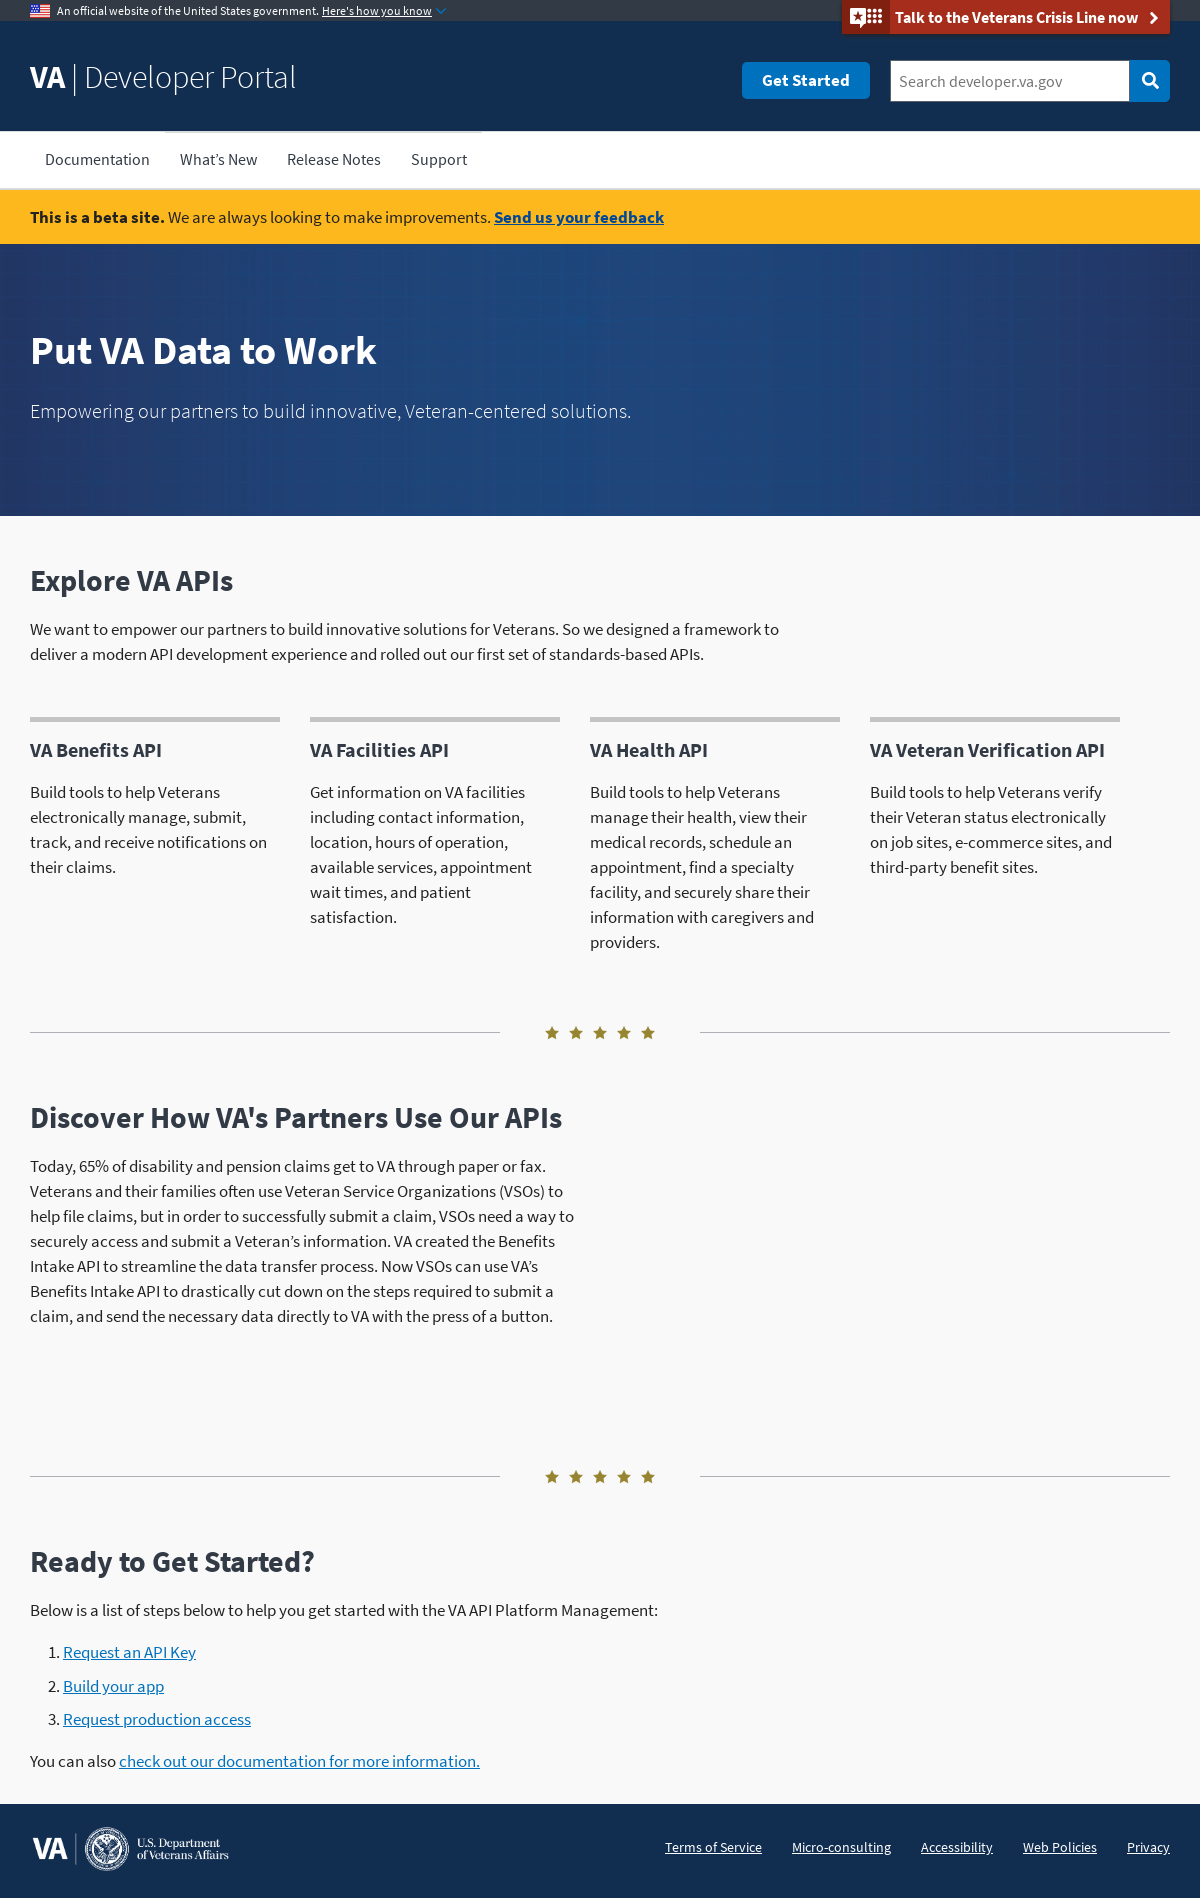 An official website of the United States government. Here's how you know
Talk to the Veterans Crisis Line now
VA | Developer Portal
Get Started
Search developer.va.gov
Documentation
What’s New
Release Notes
Support
This is a beta site. We are always looking to make improvements. Send us your feedback
Put VA Data to Work
Empowering our partners to build innovative, Veteran-centered solutions.
Explore VA APIs
We want to empower our partners to build innovative solutions for Veterans. So we designed a framework to
deliver a modern API development experience and rolled out our first set of standards-based APIs.
VA Benefits API
Build tools to help Veterans
electronically manage, submit,
track, and receive notifications on
their claims.
VA Facilities API
Get information on VA facilities
including contact information,
location, hours of operation,
available services, appointment
wait times, and patient
satisfaction.
VA Health API
Build tools to help Veterans
manage their health, view their
medical records, schedule an
appointment, find a specialty
facility, and securely share their
information with caregivers and
providers.
VA Veteran Verification API
Build tools to help Veterans verify
their Veteran status electronically
on job sites, e-commerce sites, and
third-party benefit sites.
Discover How VA's Partners Use Our APIs
Today, 65% of disability and pension claims get to VA through paper or fax.
Veterans and their families often use Veteran Service Organizations (VSOs) to
help file claims, but in order to successfully submit a claim, VSOs need a way to
securely access and submit a Veteran’s information. VA created the Benefits
Intake API to streamline the data transfer process. Now VSOs can use VA’s
Benefits Intake API to drastically cut down on the steps required to submit a
claim, and send the necessary data directly to VA with the press of a button.
Ready to Get Started?
Below is a list of steps below to help you get started with the VA API Platform Management:
1. Request an API Key
2. Build your app
3. Request production access
You can also check out our documentation for more information.
VA
U.S. Department
of Veterans Affairs
Terms of Service
Micro-consulting
Accessibility
Web Policies
Privacy